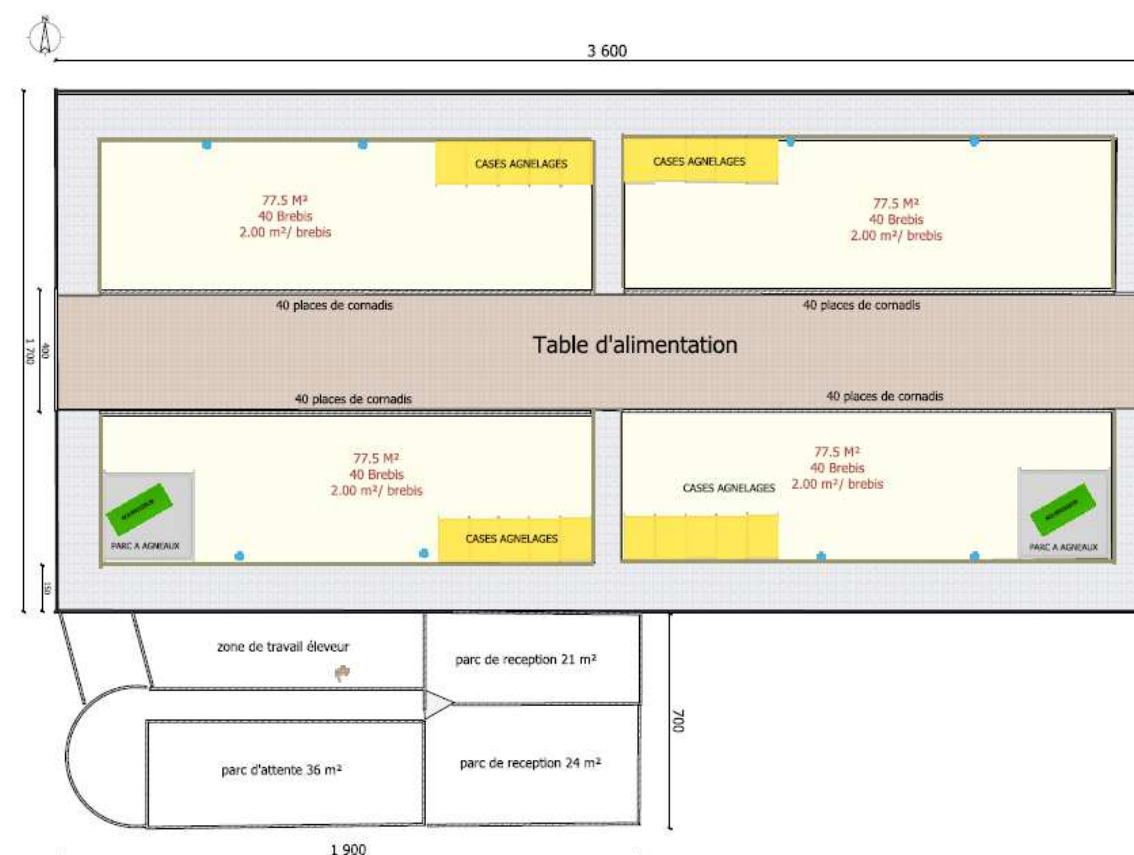 N
3 600
CASES AGNELAGES
CASES AGNELAGES
77.5 M²
40 Brebis
2.00 m²/ brebis
77.5 M²
40 Brebis
2.00 m²/ brebis
40 places de cornadis
40 places de cornadis
Table d'alimentation
1 700
400
40 places de cornadis
40 places de cornadis
77.5 M²
40 Brebis
2.00 m²/ brebis
77.5 M²
40 Brebis
2.00 m²/ brebis
CASES AGNELAGES
CASES AGNELAGES
PARC A AGNEAUX
PARC A AGNEAUX
150
zone de travail éleveur
parc de reception 21 m²
700
parc d'attente 36 m²
parc de reception 24 m²
1 900